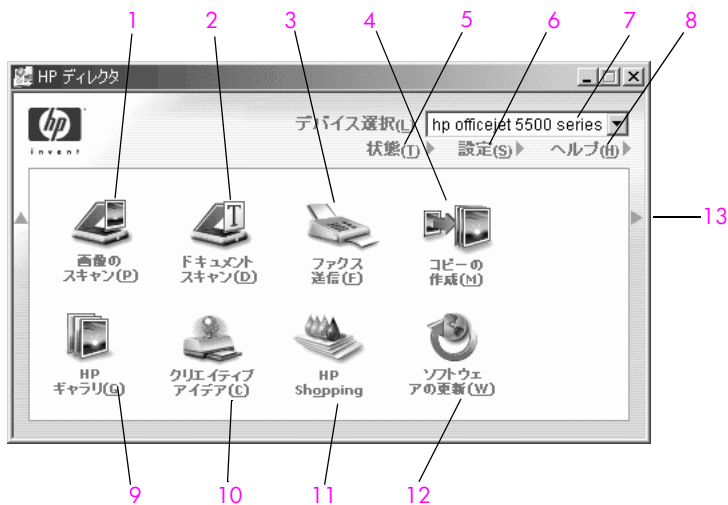 1 2 3 4 5 6 7 8
HP ディレクタ
hp
invent
デバイス選択(L) hp officejet 5500 series
状態(T) 設定(S) ヘルプ(H)
13
画像の
スキャン(P)
ドキュメント
スキャン(D)
ファクス
送信(F)
コピーの
作成(M)
HP
ギャラリ(G)
クリエイティブ
アイデア(C)
HP
Shopping
ソフトウェ
アの更新(W)
9 10 11 12